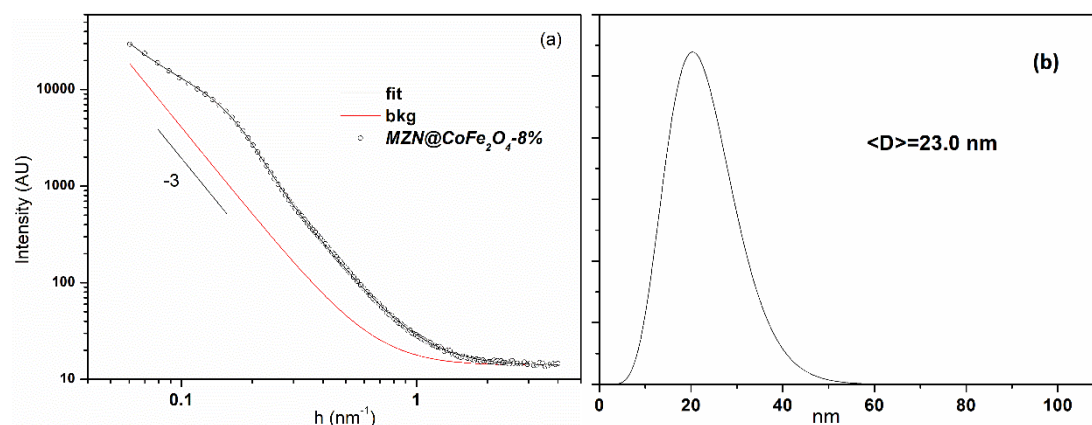 (a)
fit
bkg
MZN@CoFe₂O₄-8%
-3
10000
1000
100
10
Intensity (AU)
0.1 1
h (nm⁻¹)
(b)
<D>=23.0 nm
0 20 40 60 80 100
nm